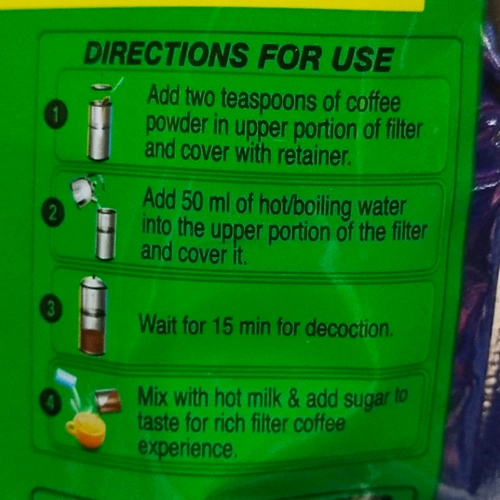 DIRECTIONS FOR USE
1
Add two teaspoons of coffee
powder in upper portion of filter
and cover with retainer.
2
Add 50 ml of hot/boiling water
into the upper portion of the filter
and cover it.
3
Wait for 15 min for decoction.
4
Mix with hot milk & add sugar to
taste for rich filter coffee
experience.